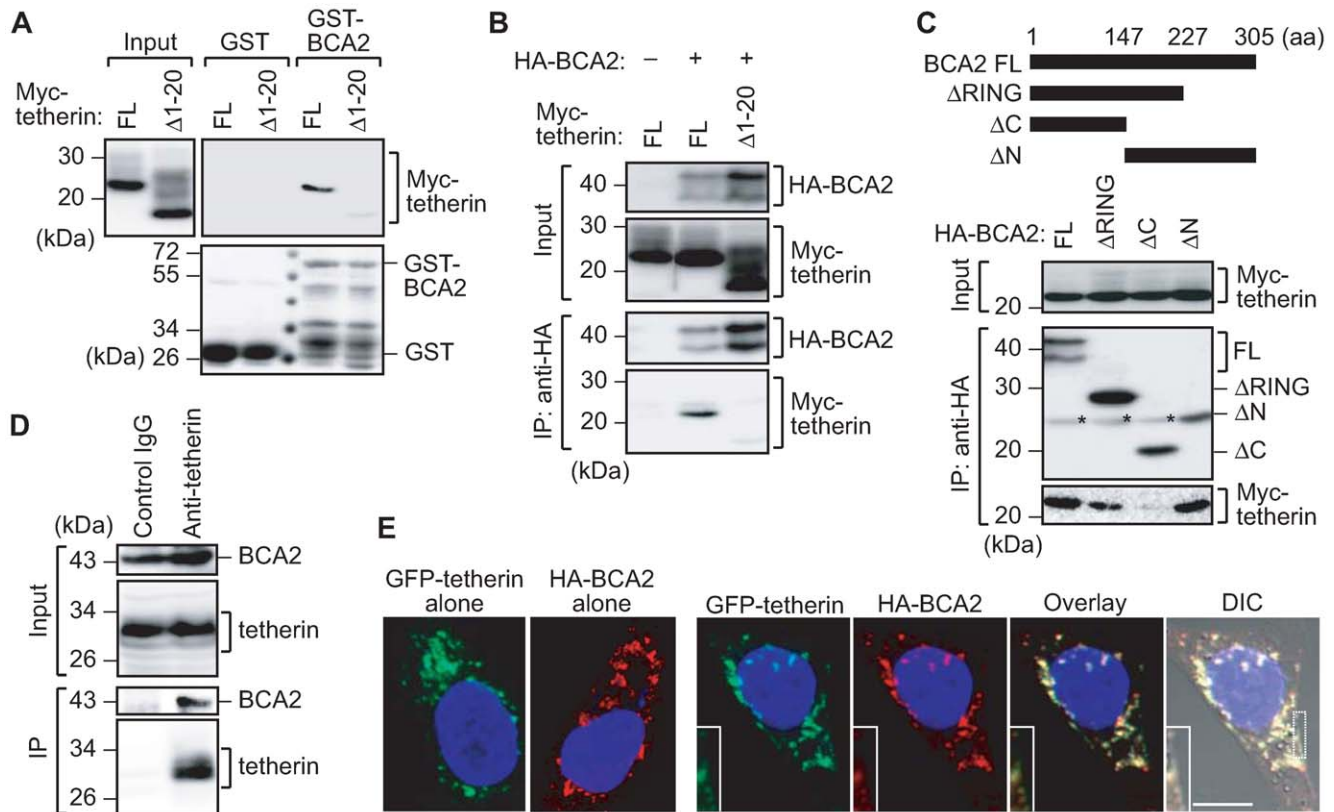 A
Input
GST
GST-
BCA2
Myc-
tetherin:
FL
Δ1-20
FL
Δ1-20
FL
Δ1-20
30
20
(kDa)
Myc-
tetherin
72
55
34
26
(kDa)
GST-
BCA2
GST
B
HA-BCA2: – + +
Myc-
tetherin:
FL
FL
Δ1-20
Input
40
HA-BCA2
30
20
Myc-
tetherin
IP: anti-HA
40
HA-BCA2
30
20
Myc-
tetherin
(kDa)
C
1 147 227 305 (aa)
BCA2 FL
ΔRING
ΔC
ΔN
HA-BCA2:
FL
ΔRING
ΔC
ΔN
Input
20
Myc-
tetherin
IP: anti-HA
40
30
20
FL
ΔRING
ΔN
ΔC
* * *
20
Myc-
tetherin
(kDa)
D
Control IgG
Anti-tetherin
(kDa)
Input
43
BCA2
34
26
tetherin
IP
43
BCA2
34
26
tetherin
E
GFP-tetherin
alone
HA-BCA2
alone
GFP-tetherin
HA-BCA2
Overlay
DIC